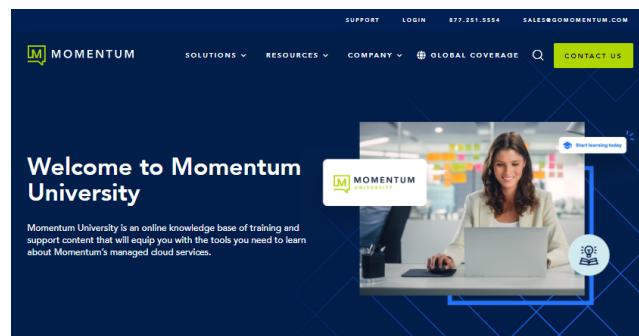 SUPPORT LOGIN 877.251.5554 SALES@GOMOMENTUM.COM
MOMENTUM SOLUTIONS RESOURCES COMPANY GLOBAL COVERAGE CONTACT US
Welcome to Momentum
University
Start learning today
MOMENTUM
UNIVERSITY
Momentum University is an online knowledge base of training and
support content that will equip you with the tools you need to learn
about Momentum's managed cloud services.